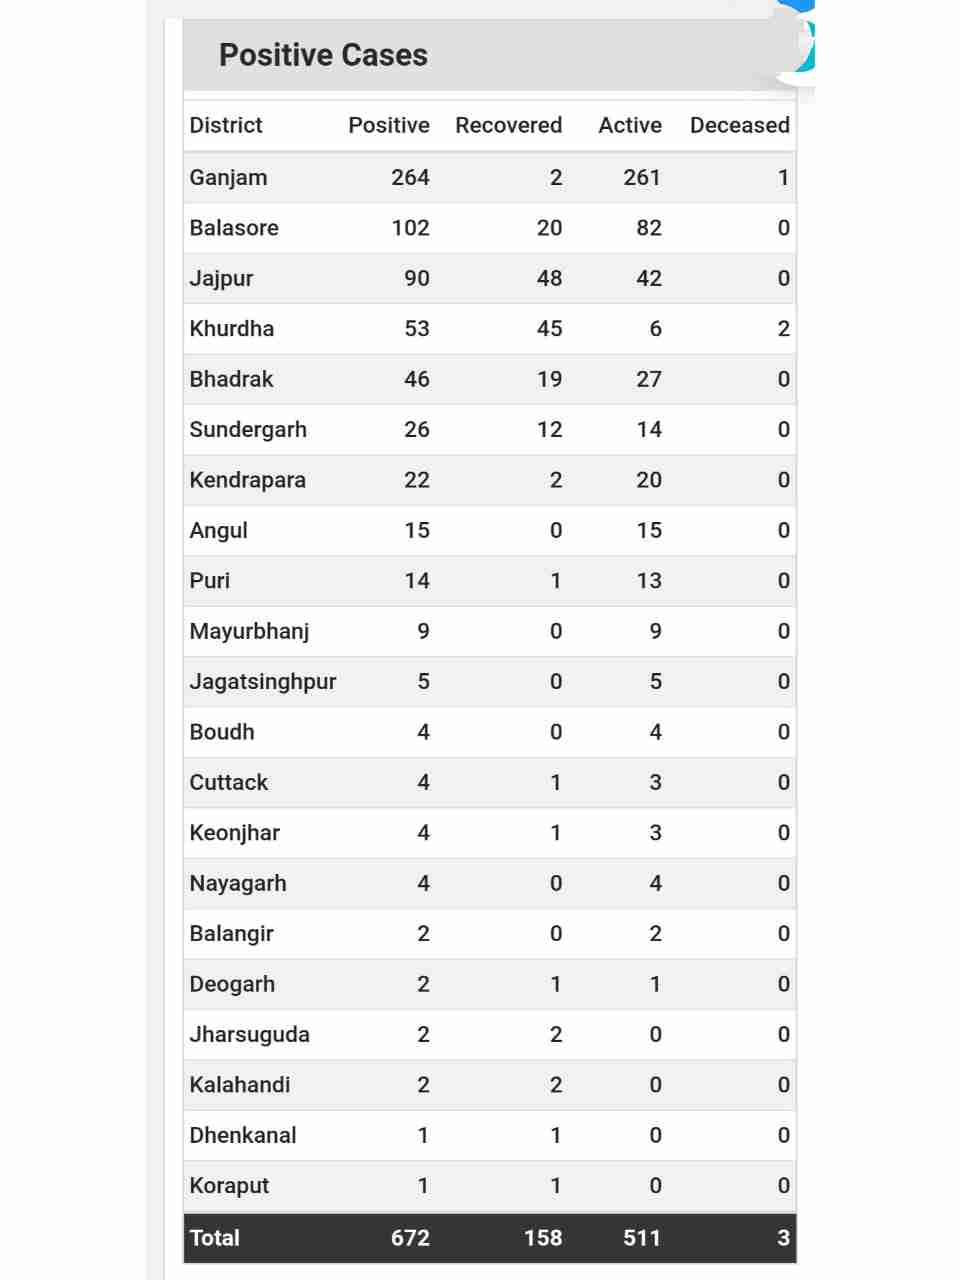 Positive Cases
District Positive Recovered Active Deceased
Ganjam 264 2 261 1
Balasore 102 20 82 0
Jajpur 90 48 42 0
Khurdha 53 45 6 2
Bhadrak 46 19 27 0
Sundergarh 26 12 14 0
Kendrapara 22 2 20 0
Angul 15 0 15 0
Puri 14 1 13 0
Mayurbhanj 9 0 9 0
Jagatsinghpur 5 0 5 0
Boudh 4 0 4 0
Cuttack 4 1 3 0
Keonjhar 4 1 3 0
Nayagarh 4 0 4 0
Balangir 2 0 2 0
Deogarh 2 1 1 0
Jharsuguda 2 2 0 0
Kalahandi 2 2 0 0
Dhenkanal 1 1 0 0
Koraput 1 1 0 0
Total 672 158 511 3